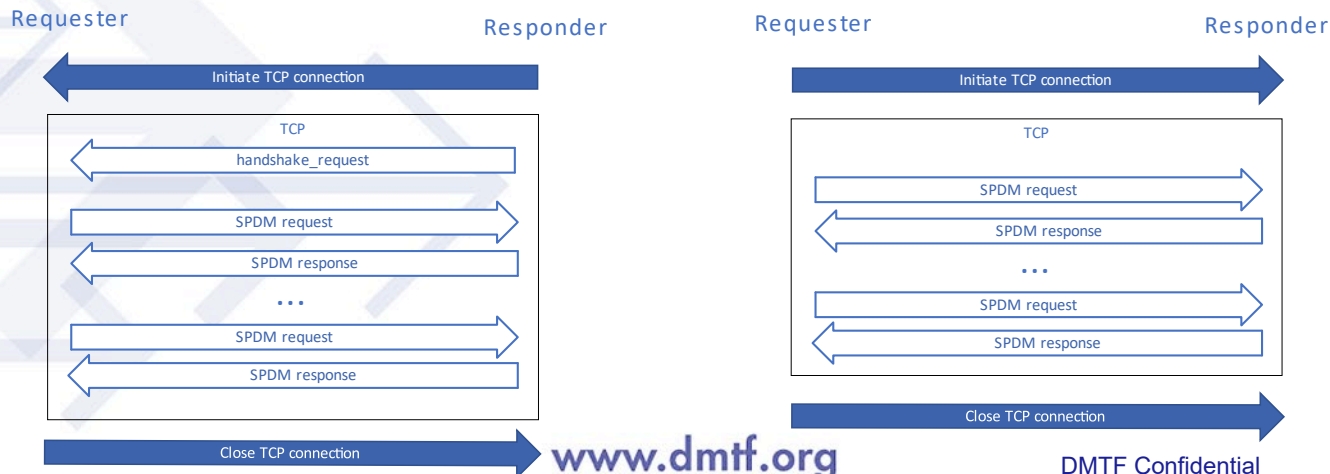 Requester
Responder
Initiate TCP connection
TCP
handshake_request
SPDM request
SPDM response
...
SPDM request
SPDM response
Close TCP connection
Requester
Responder
Initiate TCP connection
TCP
SPDM request
SPDM response
...
SPDM request
SPDM response
Close TCP connection
www.dmtf.org
DMTF Confidential